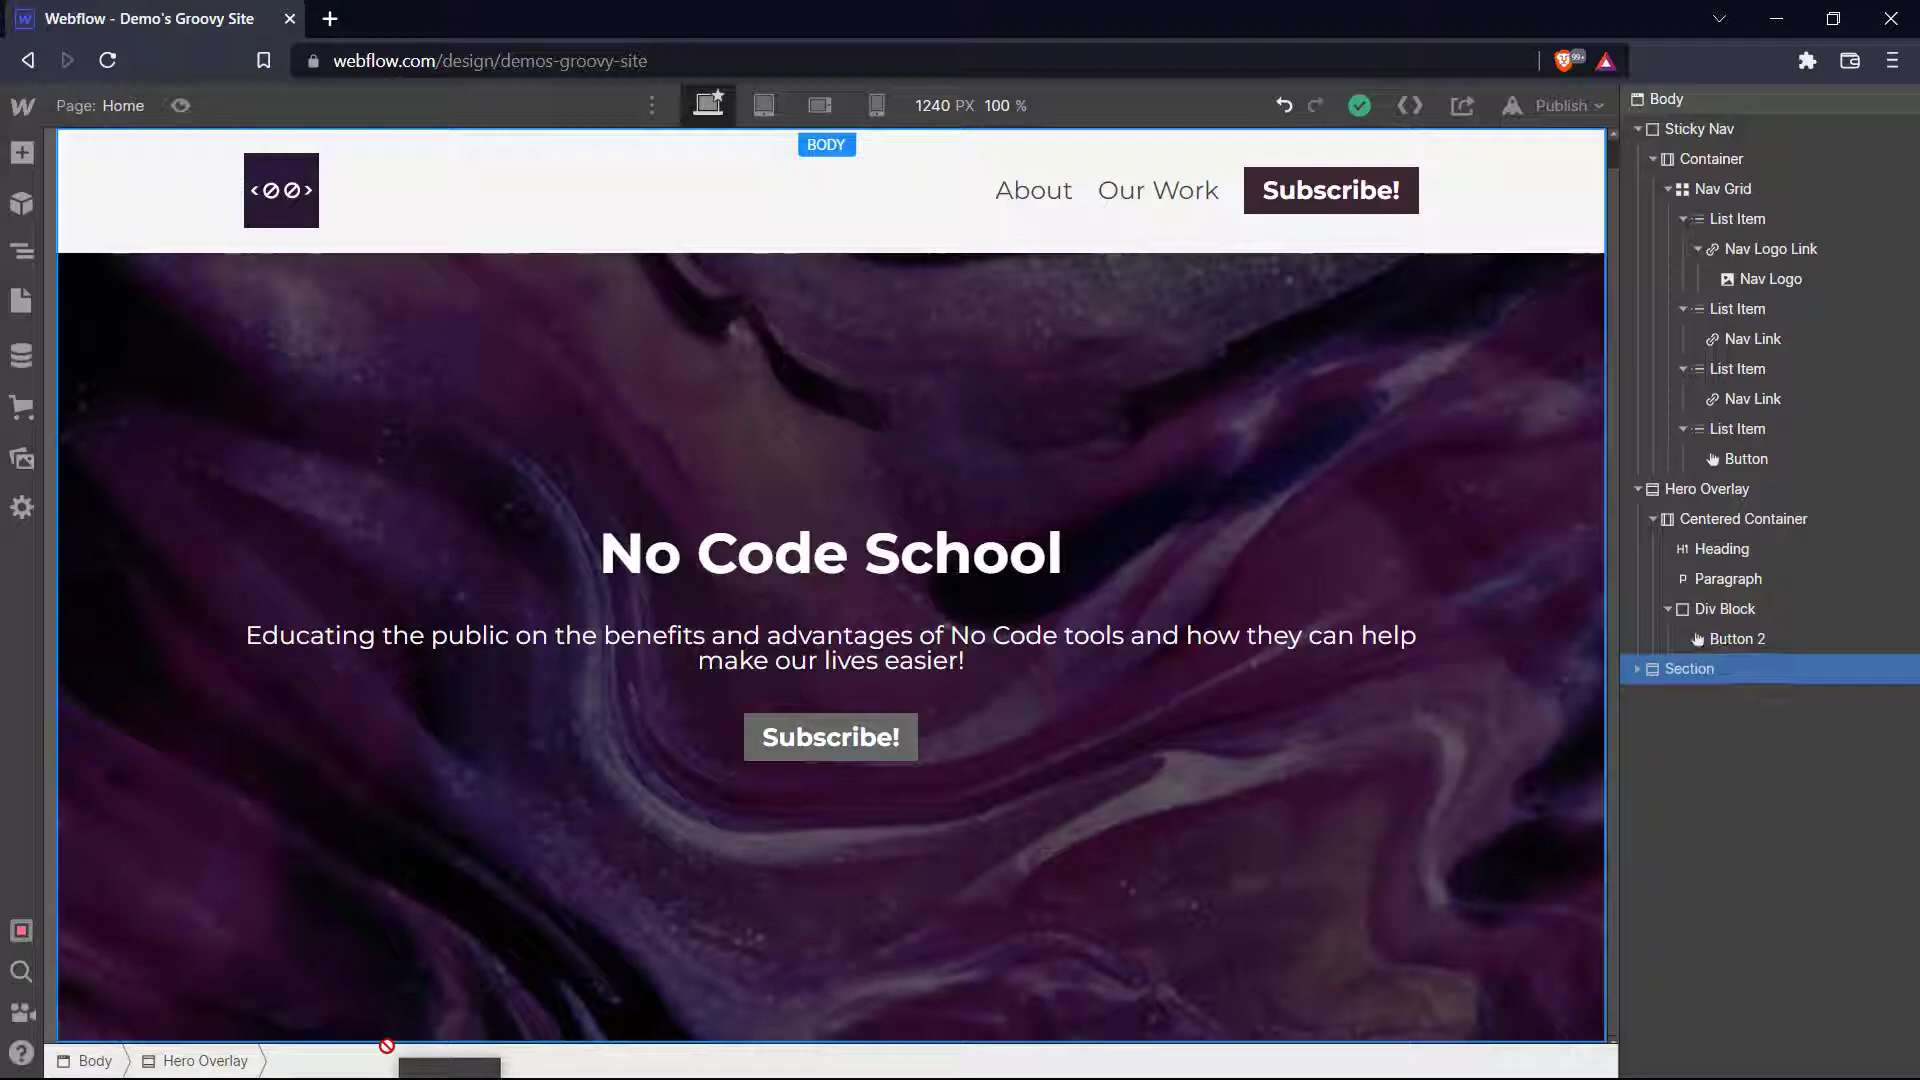 Webflow - Demo's Groovy Site
webflow.com/design/demos-groovy-site
99+
Page: Home
1240 PX 100 %
Publish
BODY
<00>
About
Our Work
Subscribe!
No Code School
Educating the public on the benefits and advantages of No Code tools and how they can help
make our lives easier!
Subscribe!
Body
Hero Overlay
Body
Sticky Nav
Container
Nav Grid
List Item
Nav Logo Link
Nav Logo
List Item
Nav Link
List Item
Nav Link
List Item
Button
Hero Overlay
Centered Container
H1 Heading
P Paragraph
Div Block
Button 2
Section